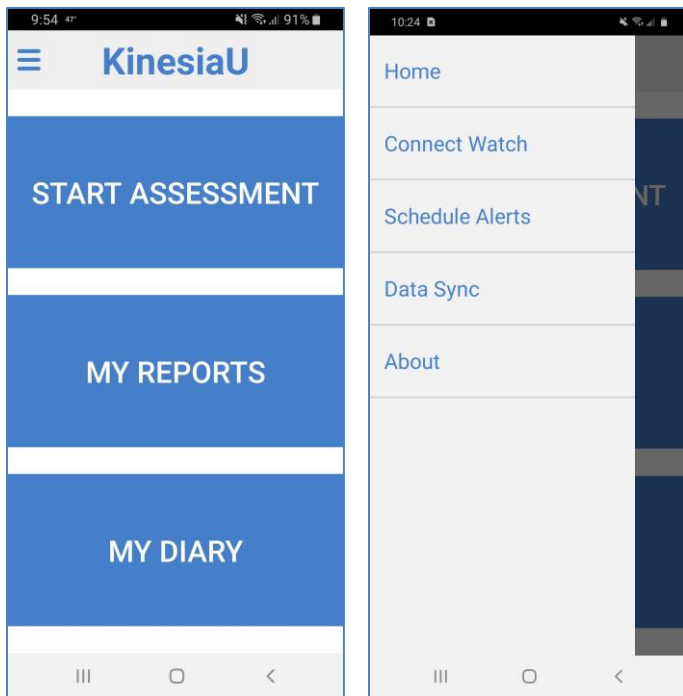 9:54 47° 91%
KinesiaU
START ASSESSMENT
MY REPORTS
MY DIARY
10:24
Home
Connect Watch
Schedule Alerts
Data Sync
About
NT